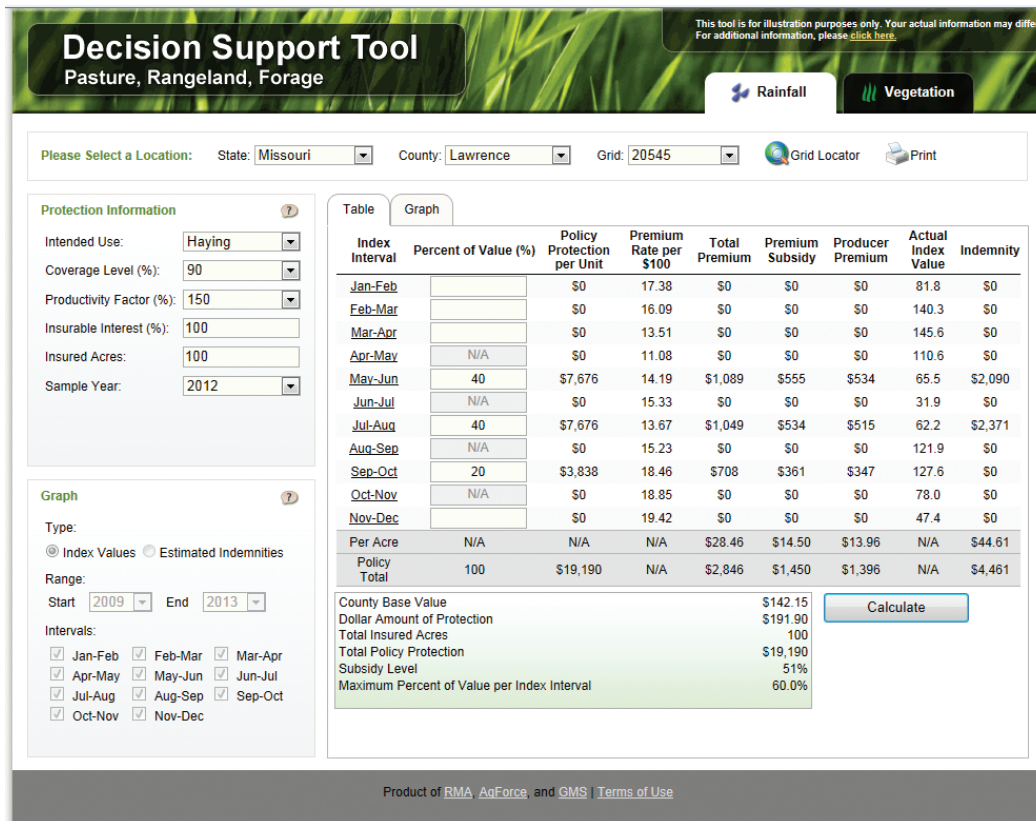 Decision Support Tool
Pasture, Rangeland, Forage
This tool is for illustration purposes only. Your actual information may diffe
For additional information, please click here.
Rainfall
Vegetation
Please Select a Location: State: Missouri County: Lawrence Grid: 20545 Grid Locator Print
Protection Information ?
Intended Use: Haying
Coverage Level (%): 90
Productivity Factor (%): 150
Insurable Interest (%): 100
Insured Acres: 100
Sample Year: 2012
Graph ?
Type:
Index Values Estimated Indemnities
Range:
Start 2009 End 2013
Intervals:
Jan-Feb Feb-Mar Mar-Apr
Apr-May May-Jun Jun-Jul
Jul-Aug Aug-Sep Sep-Oct
Oct-Nov Nov-Dec
Table Graph
Index Interval Percent of Value (%) Policy Protection per Unit Premium Rate per $100 Total Premium Premium Subsidy Producer Premium Actual Index Value Indemnity
Jan-Feb $0 17.38 $0 $0 $0 81.8 $0
Feb-Mar $0 16.09 $0 $0 $0 140.3 $0
Mar-Apr $0 13.51 $0 $0 $0 145.6 $0
Apr-May N/A $0 11.08 $0 $0 $0 110.6 $0
May-Jun 40 $7,676 14.19 $1,089 $555 $534 65.5 $2,090
Jun-Jul N/A $0 15.33 $0 $0 $0 31.9 $0
Jul-Aug 40 $7,676 13.67 $1,049 $534 $515 62.2 $2,371
Aug-Sep N/A $0 15.23 $0 $0 $0 121.9 $0
Sep-Oct 20 $3,838 18.46 $708 $361 $347 127.6 $0
Oct-Nov N/A $0 18.85 $0 $0 $0 78.0 $0
Nov-Dec $0 19.42 $0 $0 $0 47.4 $0
Per Acre N/A N/A N/A $28.46 $14.50 $13.96 N/A $44.61
Policy Total 100 $19,190 N/A $2,846 $1,450 $1,396 N/A $4,461
County Base Value $142.15
Dollar Amount of Protection $191.90
Total Insured Acres 100
Total Policy Protection $19,190
Subsidy Level 51%
Maximum Percent of Value per Index Interval 60.0%
Calculate
Product of RMA, AgForce, and GMS | Terms of Use